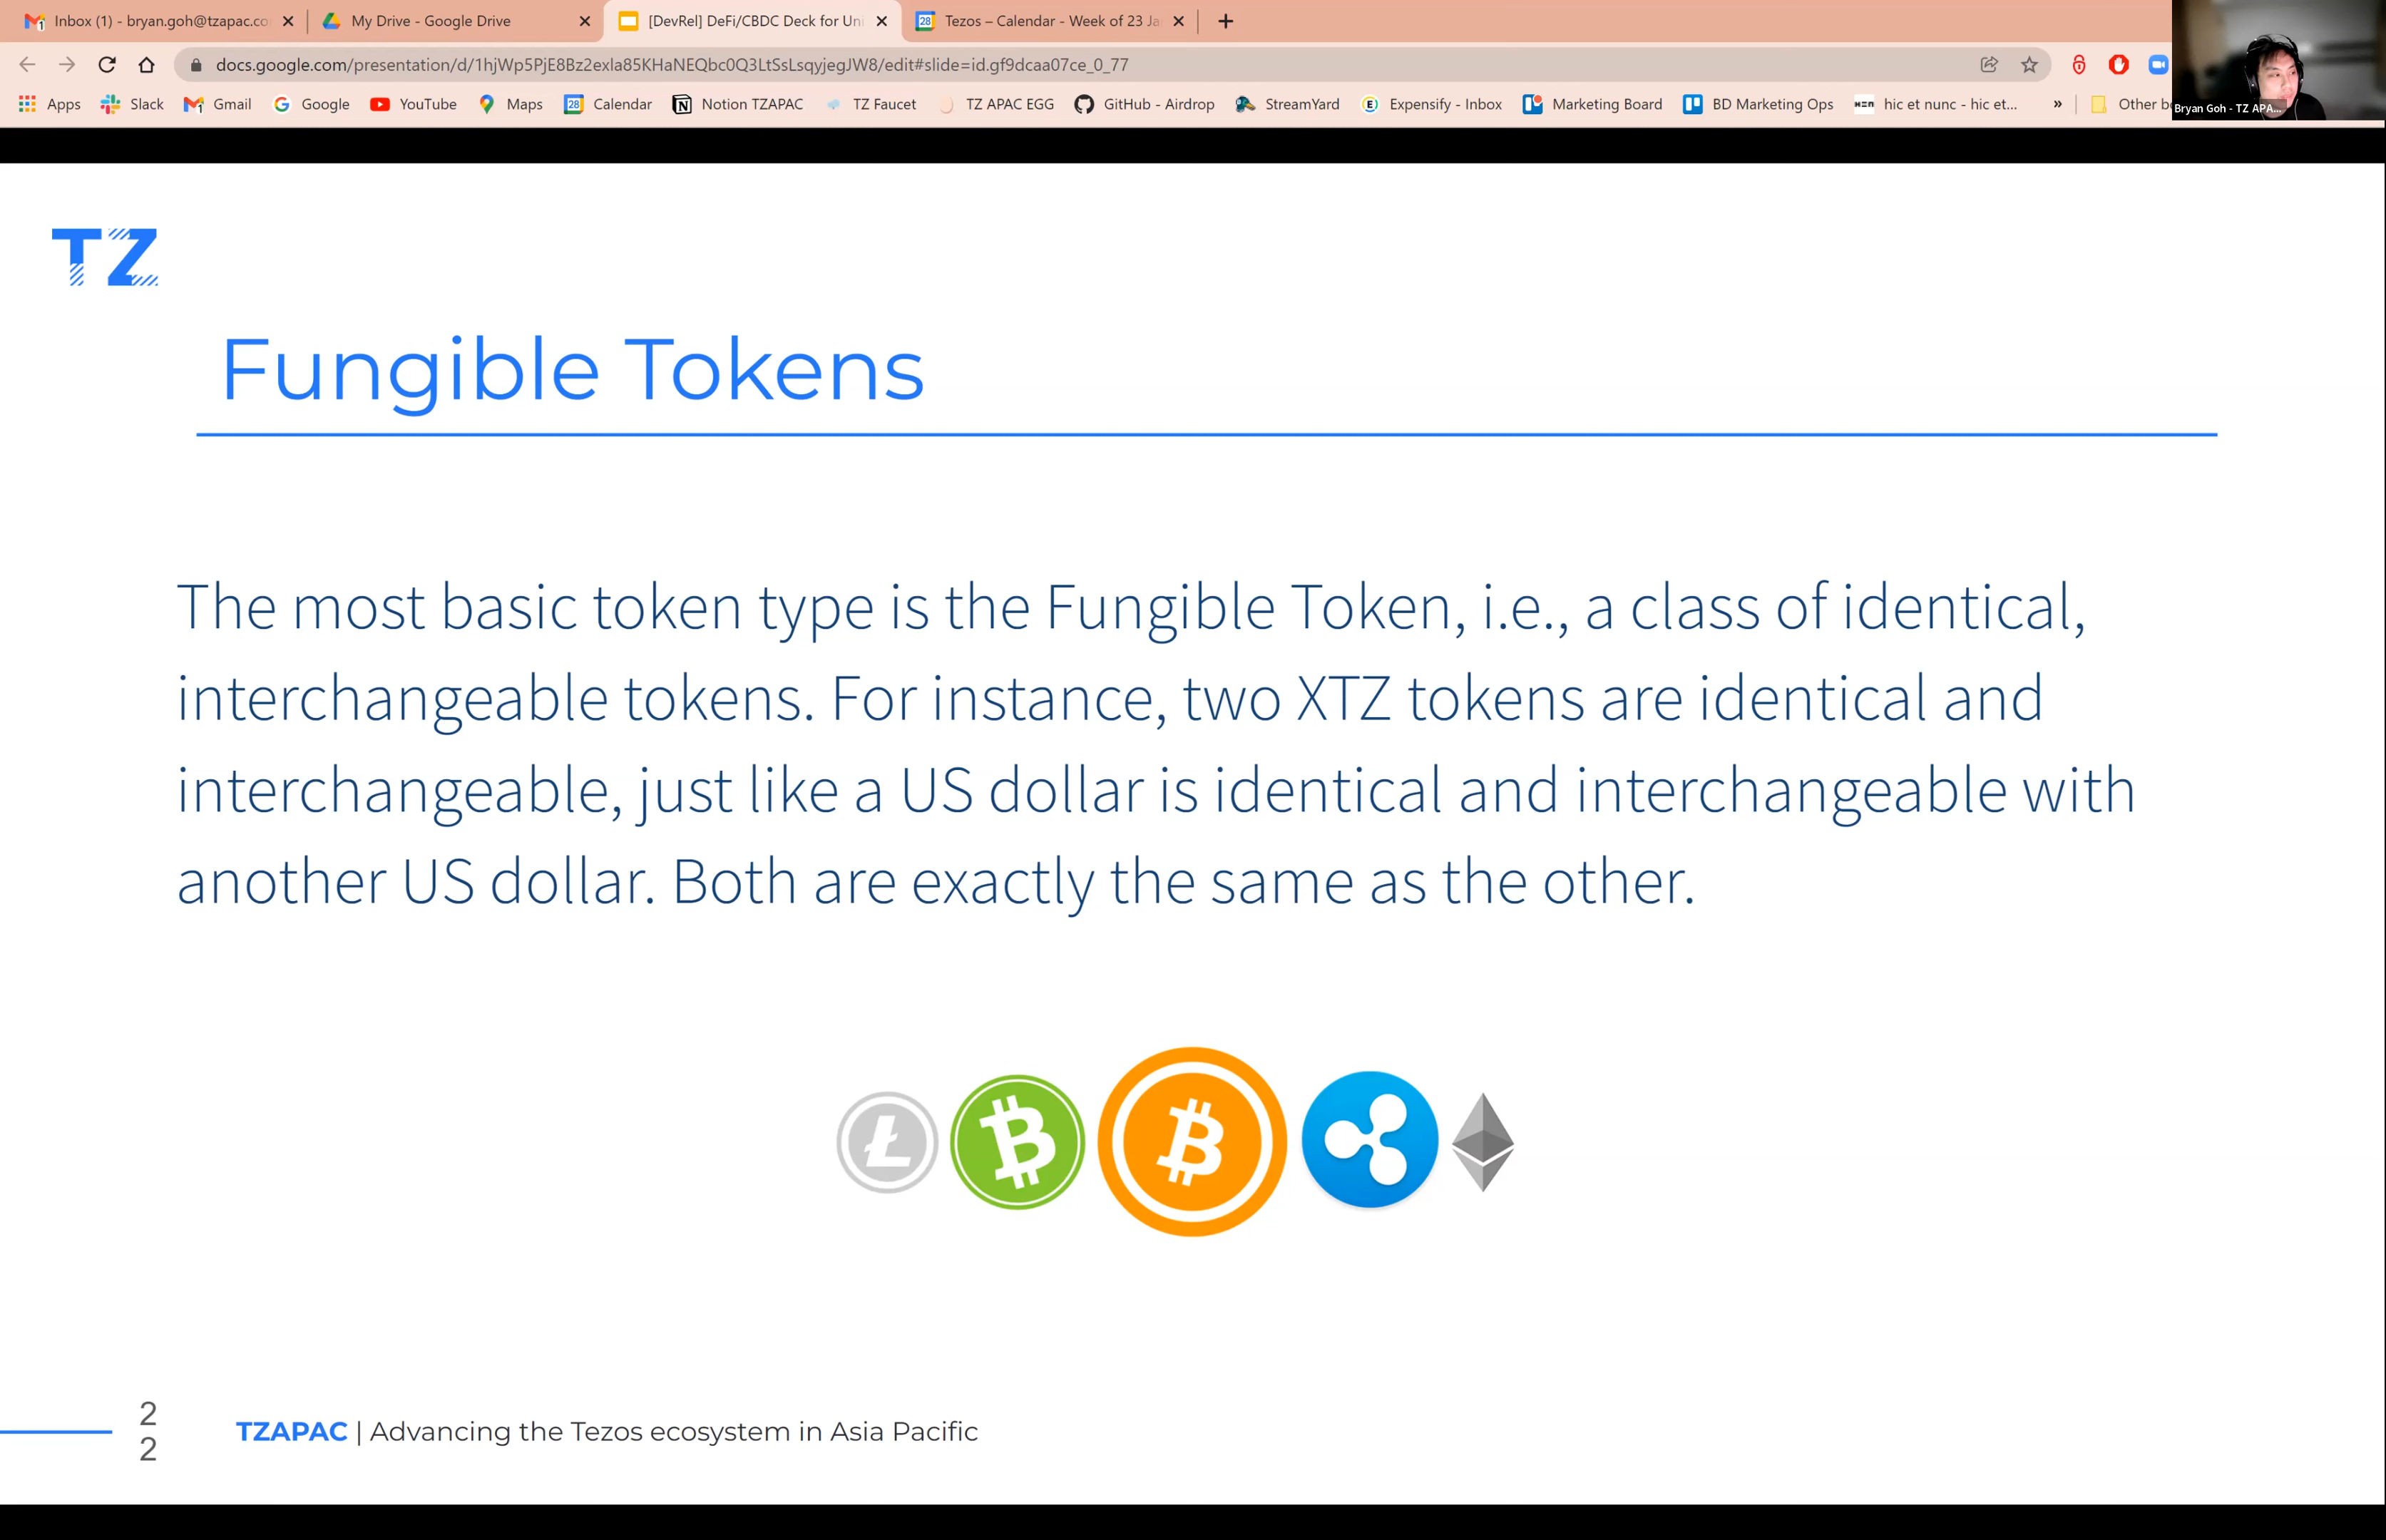 Inbox (1) - bryan.goh@tzapac.co
My Drive - Google Drive
[DevRel] DeFi/CBDC Deck for Uni
28 Tezos – Calendar - Week of 23 Ja
docs.google.com/presentation/d/1hjWp5PjE8Bz2exla85KHaNEQbc0Q3LtSsLsqyjegJW8/edit#slide=id.gf9dcaa07ce_0_77
Apps Slack Gmail Google YouTube Maps 28 Calendar Notion TZAPAC TZ Faucet TZ APAC EGG GitHub - Airdrop StreamYard Expensify - Inbox Marketing Board BD Marketing Ops hic et nunc - hic et... » Other b
Bryan Goh - TZ APA...
TZ
Fungible Tokens
The most basic token type is the Fungible Token, i.e., a class of identical,
interchangeable tokens. For instance, two XTZ tokens are identical and
interchangeable, just like a US dollar is identical and interchangeable with
another US dollar. Both are exactly the same as the other.
2
2
TZAPAC | Advancing the Tezos ecosystem in Asia Pacific